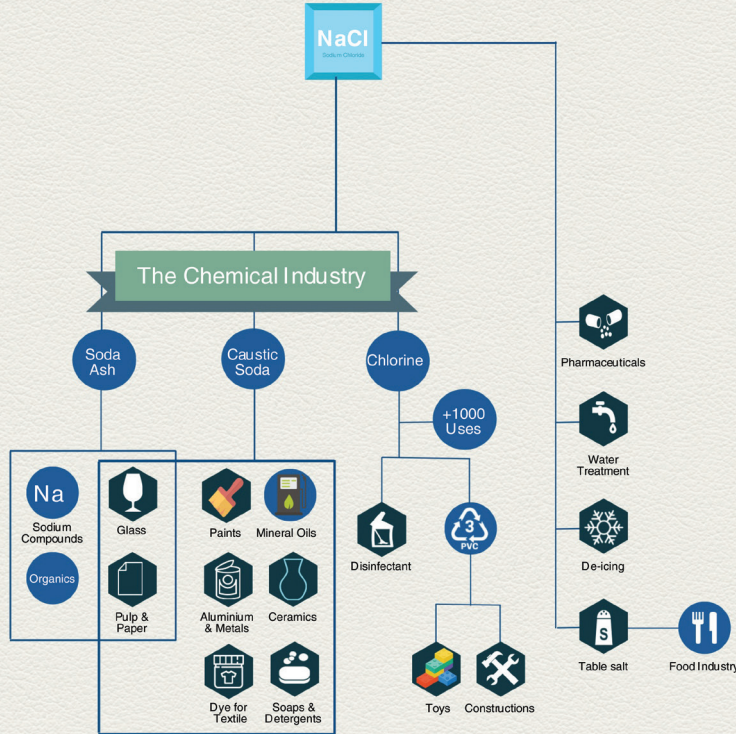 NaCl
Sodium Chloride
The Chemical Industry
Soda
Ash
Caustic
Soda
Chlorine
+1000
Uses
Pharmaceuticals
Water
Treatment
De-icing
S
Table salt
Food Industry
Na
Sodium
Compounds
Organics
Glass
Pulp &
Paper
Paints
Mineral Oils
Aluminium
& Metals
Ceramics
Dye for
Textile
Soaps &
Detergents
Disinfectant
3
PVC
Toys
Constructions